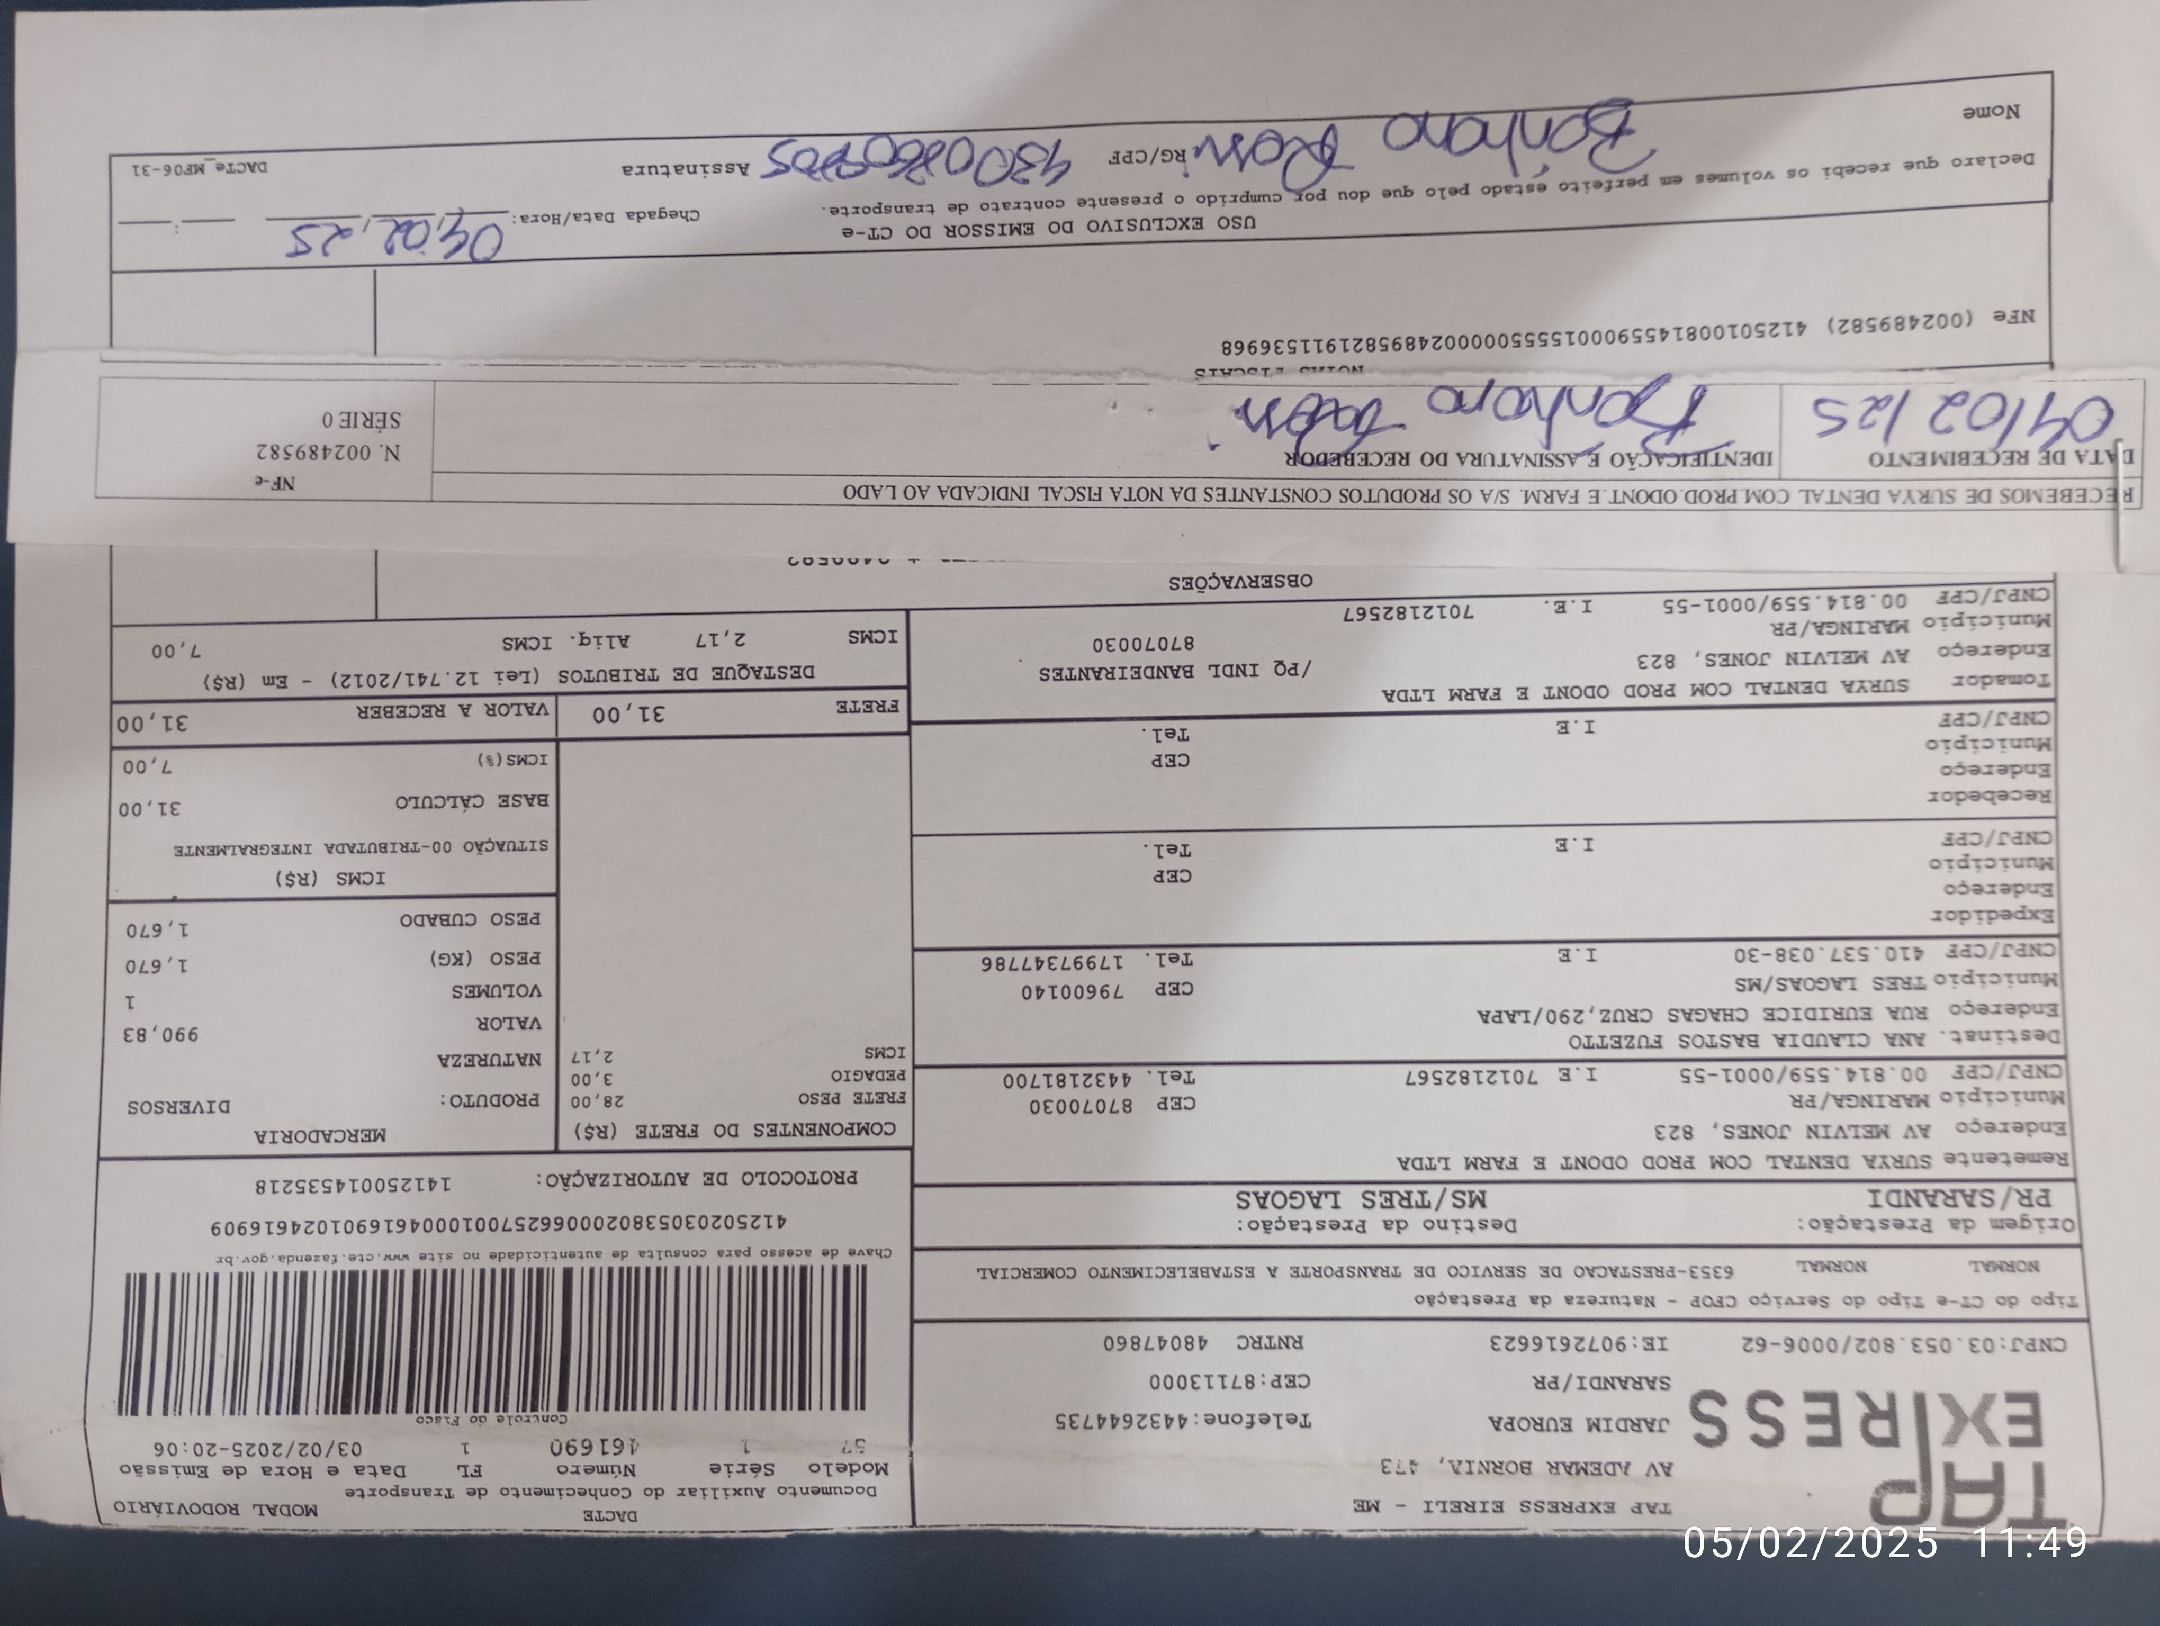 TAP EXPRESS
TAP EXPRESS EIRELI - ME
AV ADEMAR BORNIA, 473
JARDIM EUROPA Telefone:4432644735
SARANDI/PR CEP:87113000
CNPJ:03.053.802/0006-62 IE:9072616623 RNTRC 48047860
Tipo do CT-e Tipo do Serviço CFOP - Natureza da Prestação
NORMAL NORMAL 6353-PRESTACAO DE SERVICO DE TRANSPORTE A ESTABELECIMENTO COMERCIAL
Origem da Prestação: Destino da Prestação:
PR/SARANDI MS/TRES LAGOAS
DACTE MODAL RODOVIÁRIO
Documento Auxiliar do Conhecimento de Transporte
Modelo Série Número FL Data e Hora de Emissão
57 1 461690 1 03/02/2025-20:06
Controle do Fisco
Chave de acesso para consulta de autenticidade no site www.cte.fazenda.gov.br
41250203053802000662570010004616901024616909
PROTOCOLO DE AUTORIZAÇÃO: 141250014535218
Remetente SURYA DENTAL COM PROD ODONT E FARM LTDA
Endereço AV MELVIN JONES, 823
Município MARINGA/PR CEP 87070030
CNPJ/CPF 00.814.559/0001-55 I.E 7012182567 Tel. 4432181700
Destinat. ANA CLAUDIA BASTOS FUZETTO
Endereço RUA EURIDICE CHAGAS CRUZ,290/LAPA
Município TRES LAGOAS/MS CEP 79600140
CNPJ/CPF 410.537.038-30 I.E Tel. 17997347786
Expedidor
Endereço
Município CEP
CNPJ/CPF I.E Tel.
Recebedor
Endereço
Município CEP
CNPJ/CPF I.E Tel.
Tomador SURYA DENTAL COM PROD ODONT E FARM LTDA
Endereço AV MELVIN JONES, 823 /PQ INDL BANDEIRANTES
Município MARINGA/PR 87070030
CNPJ/CPF 00.814.559/0001-55 I.E. 7012182567
COMPONENTES DO FRETE (R$)
FRETE PESO 28,00
PEDAGIO 3,00
ICMS 2,17
MERCADORIA
PRODUTO: DIVERSOS
NATUREZA
VALOR 990,83
VOLUMES 1
PESO (KG) 1,670
PESO CUBADO 1,670
ICMS (R$)
SITUAÇÃO 00-TRIBUTADA INTEGRALMENTE
BASE CÁLCULO 31,00
ICMS(%) 7,00
FRETE 31,00 VALOR A RECEBER 31,00
DESTAQUE DE TRIBUTOS (Lei 12.741/2012) - Em (R$)
ICMS 2,17 Aliq. ICMS 7,00
OBSERVAÇÕES
RECEBEMOS DE SURYA DENTAL COM PROD.ODONT E FARM. S/A OS PRODUTOS CONSTANTES DA NOTA FISCAL INDICADA AO LADO
DATA DE RECEBIMENTO IDENTIFICAÇÃO E ASSINATURA DO RECEBEDOR
04/02/25
NF-e
N. 002489582
SÉRIE 0
NOTAS FISCAIS
NFe (002489582) 41250100814559000155550000024895821911536968
USO EXCLUSIVO DO EMISSOR DO CT-e
Declaro que recebi os volumes em perfeito estado pelo que dou por cumprido o presente contrato de transporte.
Chegada Data/Hora: 04/02/25
Nome RG/CPF Assinatura
DACTe_MF06-31
05/02/2025 11:49